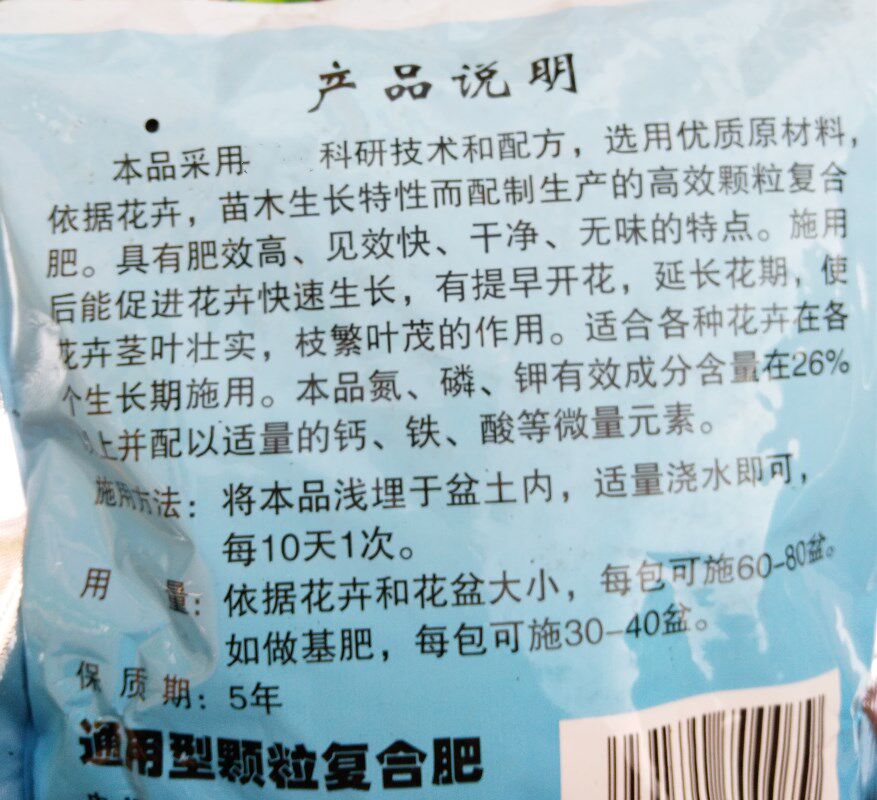 产品说明
本品采用 科研技术和配方，选用优质原材料，
依据花卉，苗木生长特性而配制生产的高效颗粒复合
肥。具有肥效高、见效快、干净、无味的特点。施用
后能促进花卉快速生长，有提早开花，延长花期，使
花卉茎叶壮实，枝繁叶茂的作用。适合各种花卉在各
个生长期施用。本品氮、磷、钾有效成分含量在26%
以上并配以适量的钙、铁、酸等微量元素。
施用方法：将本品浅埋于盆土内，适量浇水即可，
每10天1次。
用 量：依据花卉和花盆大小，每包可施60-80盆。
如做基肥，每包可施30-40盆。
保质期：5年
通用型颗粒复合肥